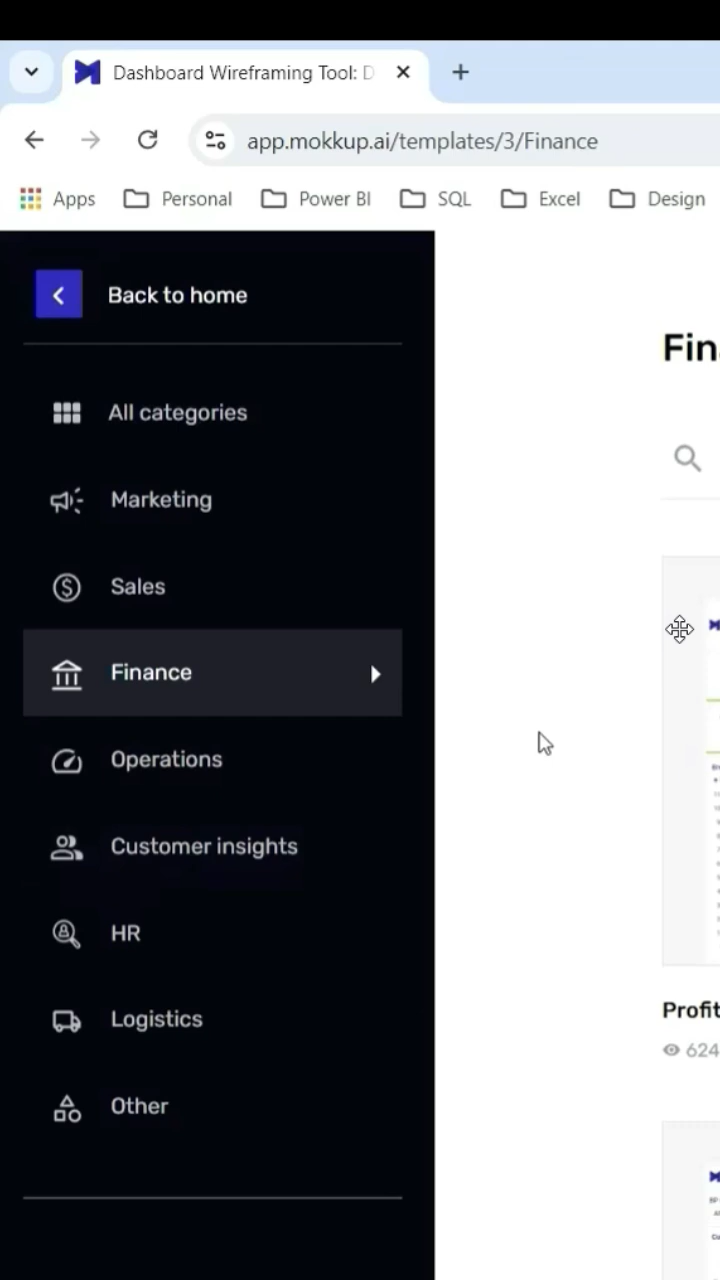 Dashboard Wireframing Tool: D
app.mokkup.ai/templates/3/Finance
Apps Personal Power BI SQL Excel Design
Back to home
Fin
All categories
Marketing
Sales
Finance
Operations
Customer insights
HR
Logistics
Other
Profit
624